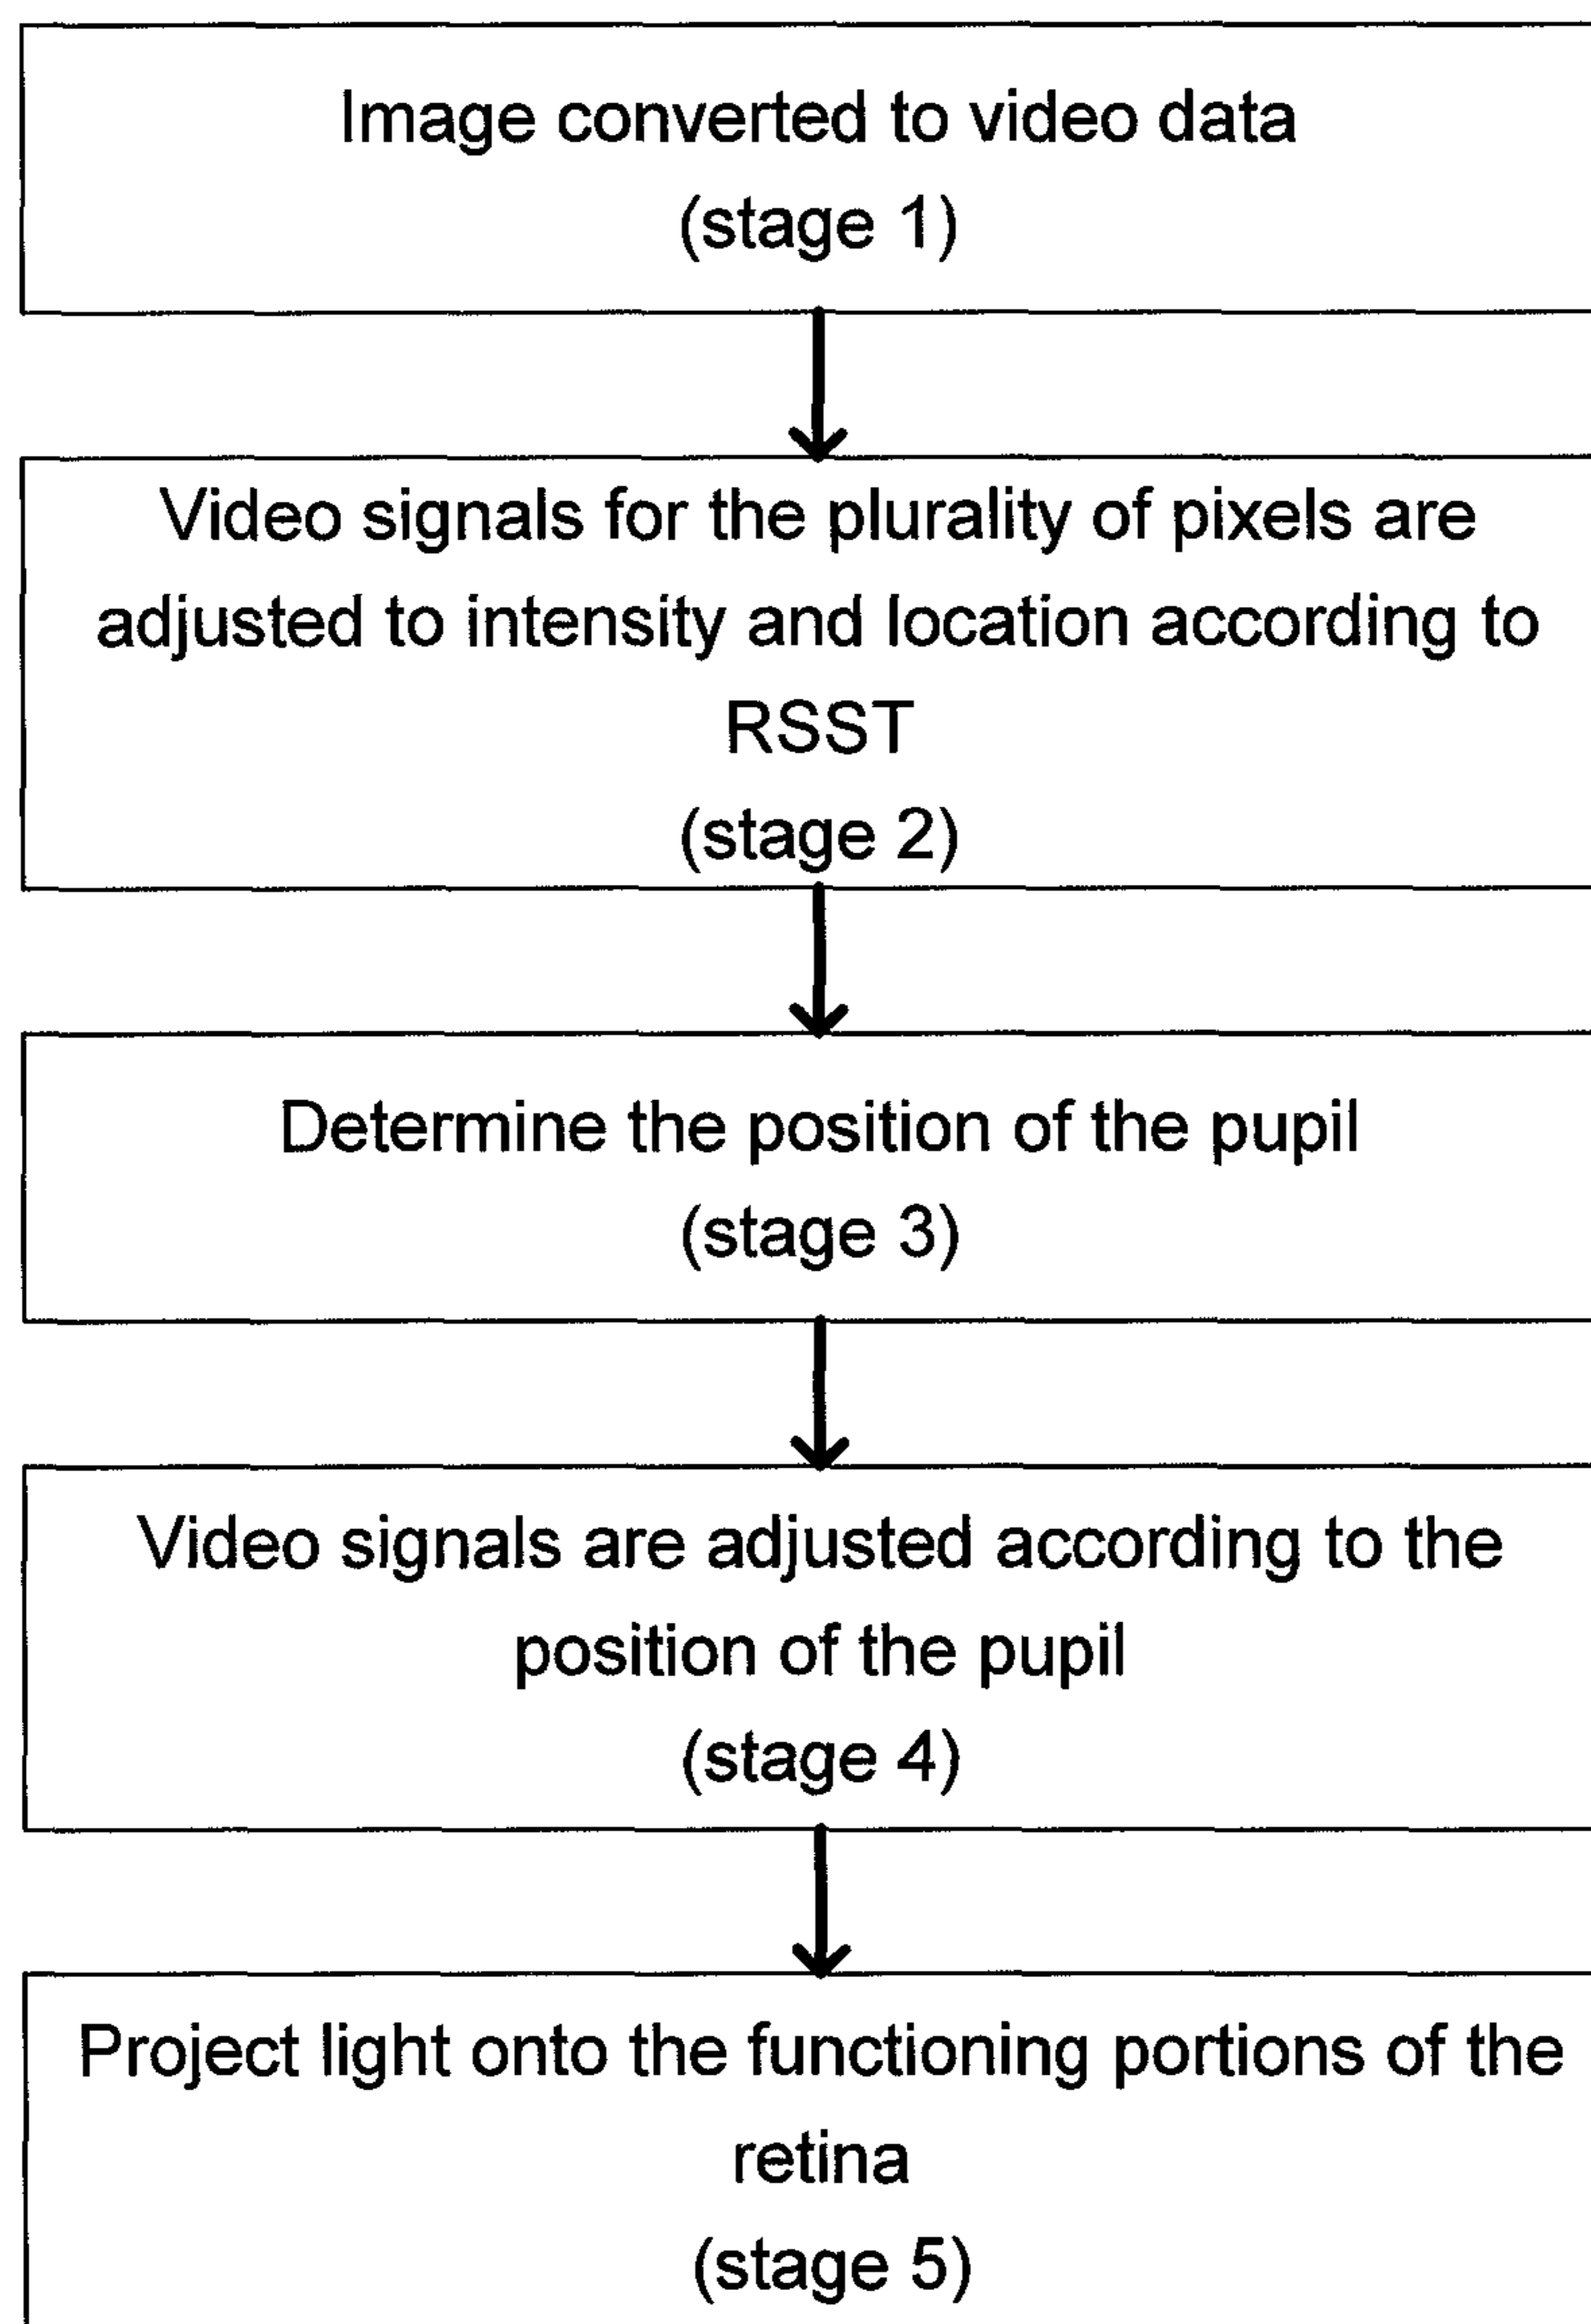 Image converted to video data
(stage 1)
Video signals for the plurality of pixels are
adjusted to intensity and location according to
RSST
(stage 2)
Determine the position of the pupil
(stage 3)
Video signals are adjusted according to the
position of the pupil
(stage 4)
Project light onto the functioning portions of the
retina
(stage 5)